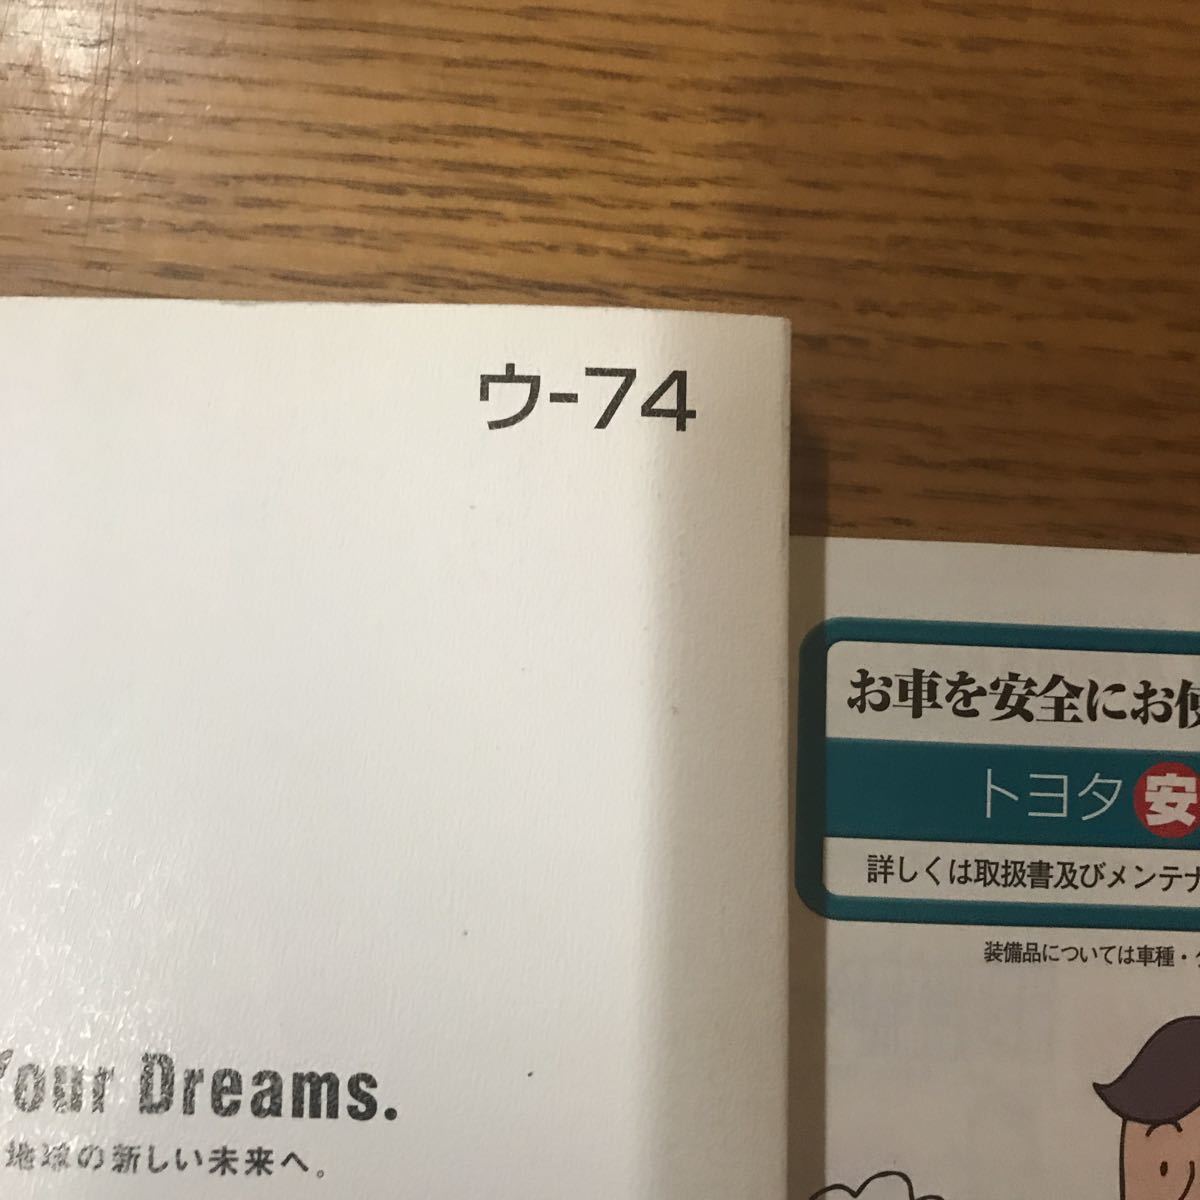 ウ-74
お車を安全にお使
トヨタ 安
詳しくは取扱書及びメンテナ
装備品については車種・グ
Your Dreams.
地球の新しい未来へ。